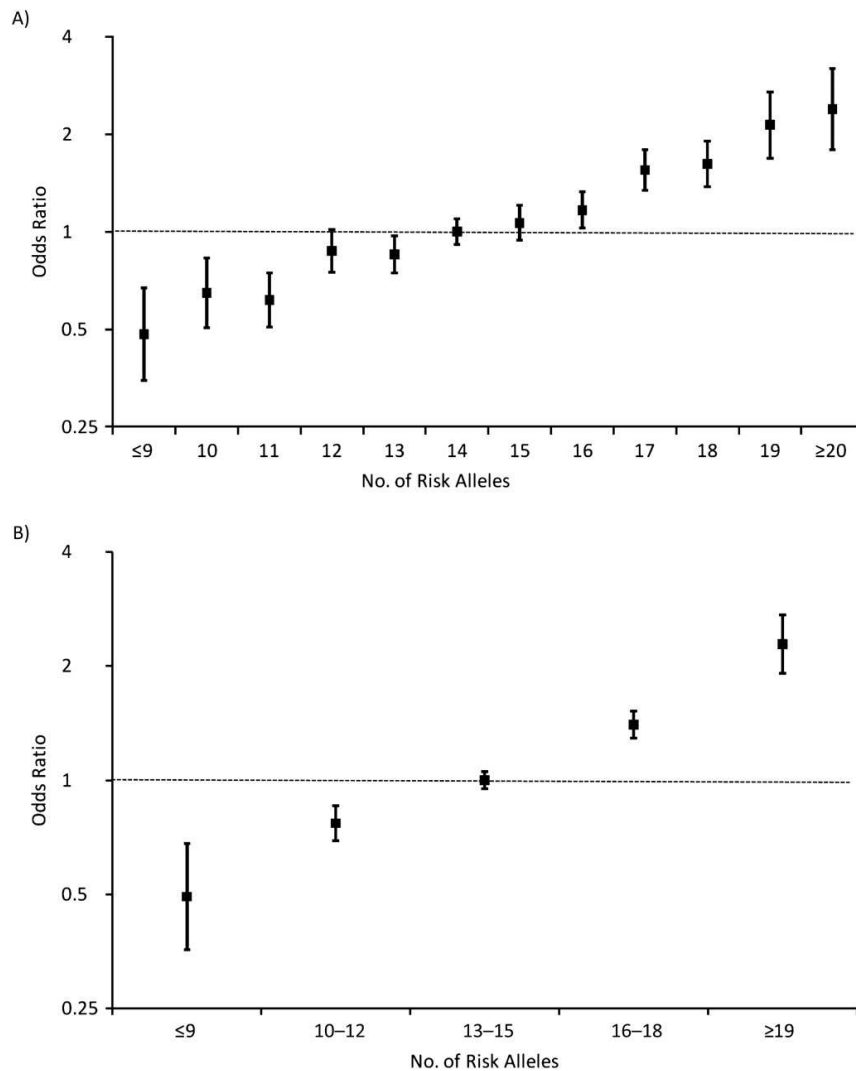 A)
4
2
1
0.5
0.25
Odds Ratio
≤9 10 11 12 13 14 15 16 17 18 19 ≥20
No. of Risk Alleles
B)
4
2
1
0.5
0.25
Odds Ratio
≤9 10–12 13–15 16–18 ≥19
No. of Risk Alleles